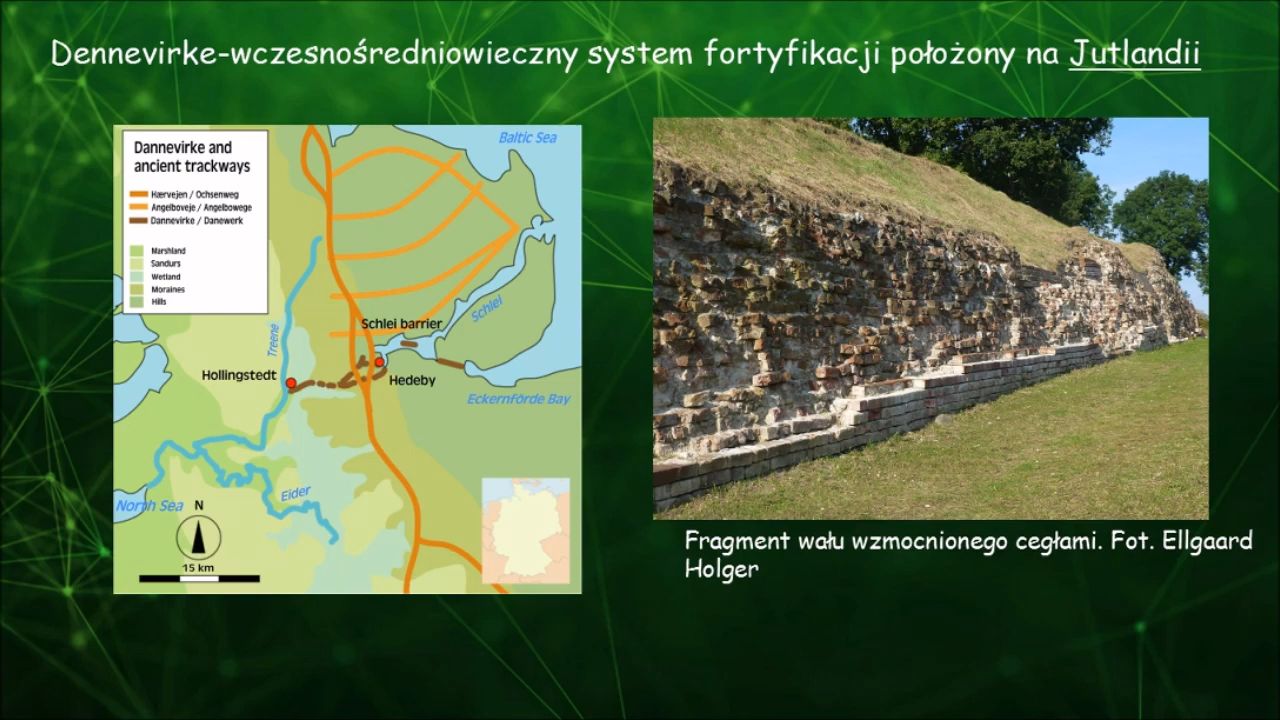 Dennevirke-wczesnośredniowieczny system fortyfikacji położony na Jutlandii
Dannevirke and
ancient trackways
Hærvejen / Ochsenweg
Angelboveje / Angelbowege
Dannevirke / Danewerk
Marshland
Sandurs
Wetland
Moraines
Hills
Baltic Sea
Schlei
Schlei barrier
Treene
Hollingstedt
Hedeby
Eckernförde Bay
Eider
North Sea
N
15 km
Fragment wału wzmocnionego cegłami. Fot. Ellgaard
Holger